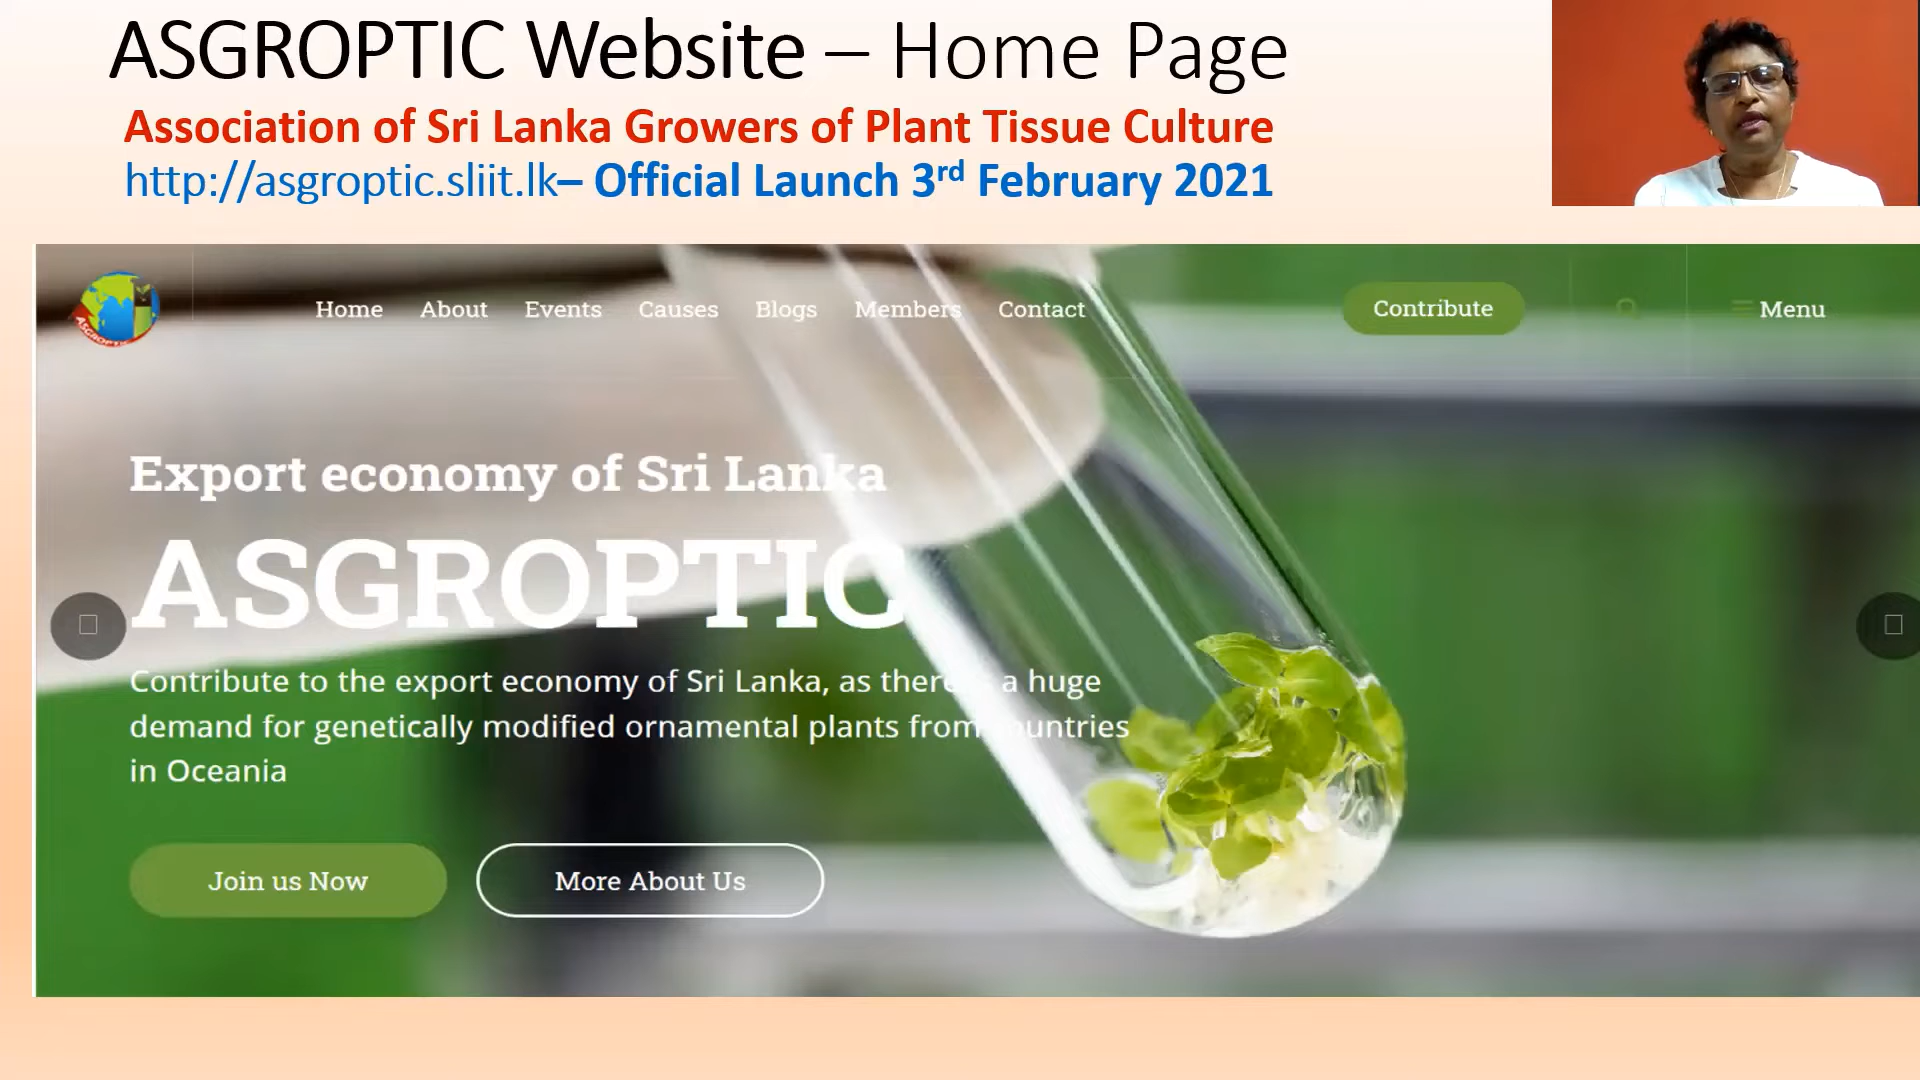 ASGROPTIC Website – Home Page
Association of Sri Lanka Growers of Plant Tissue Culture
http://asgroptic.sliit.lk– Official Launch 3rd February 2021
ASGROPTIC
Home About Events Causes Blogs Members Contact Contribute Menu
Export economy of Sri Lanka
ASGROPTIC
Contribute to the export economy of Sri Lanka, as there a huge
demand for genetically modified ornamental plants from countries
in Oceania
Join us Now More About Us